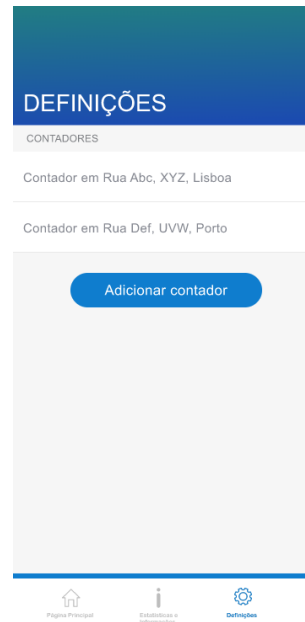 DEFINIÇÕES
CONTADORES
Contador em Rua Abc, XYZ, Lisboa
Contador em Rua Def, UVW, Porto
Adicionar contador
Página Principal
Estatísticas e
Definições